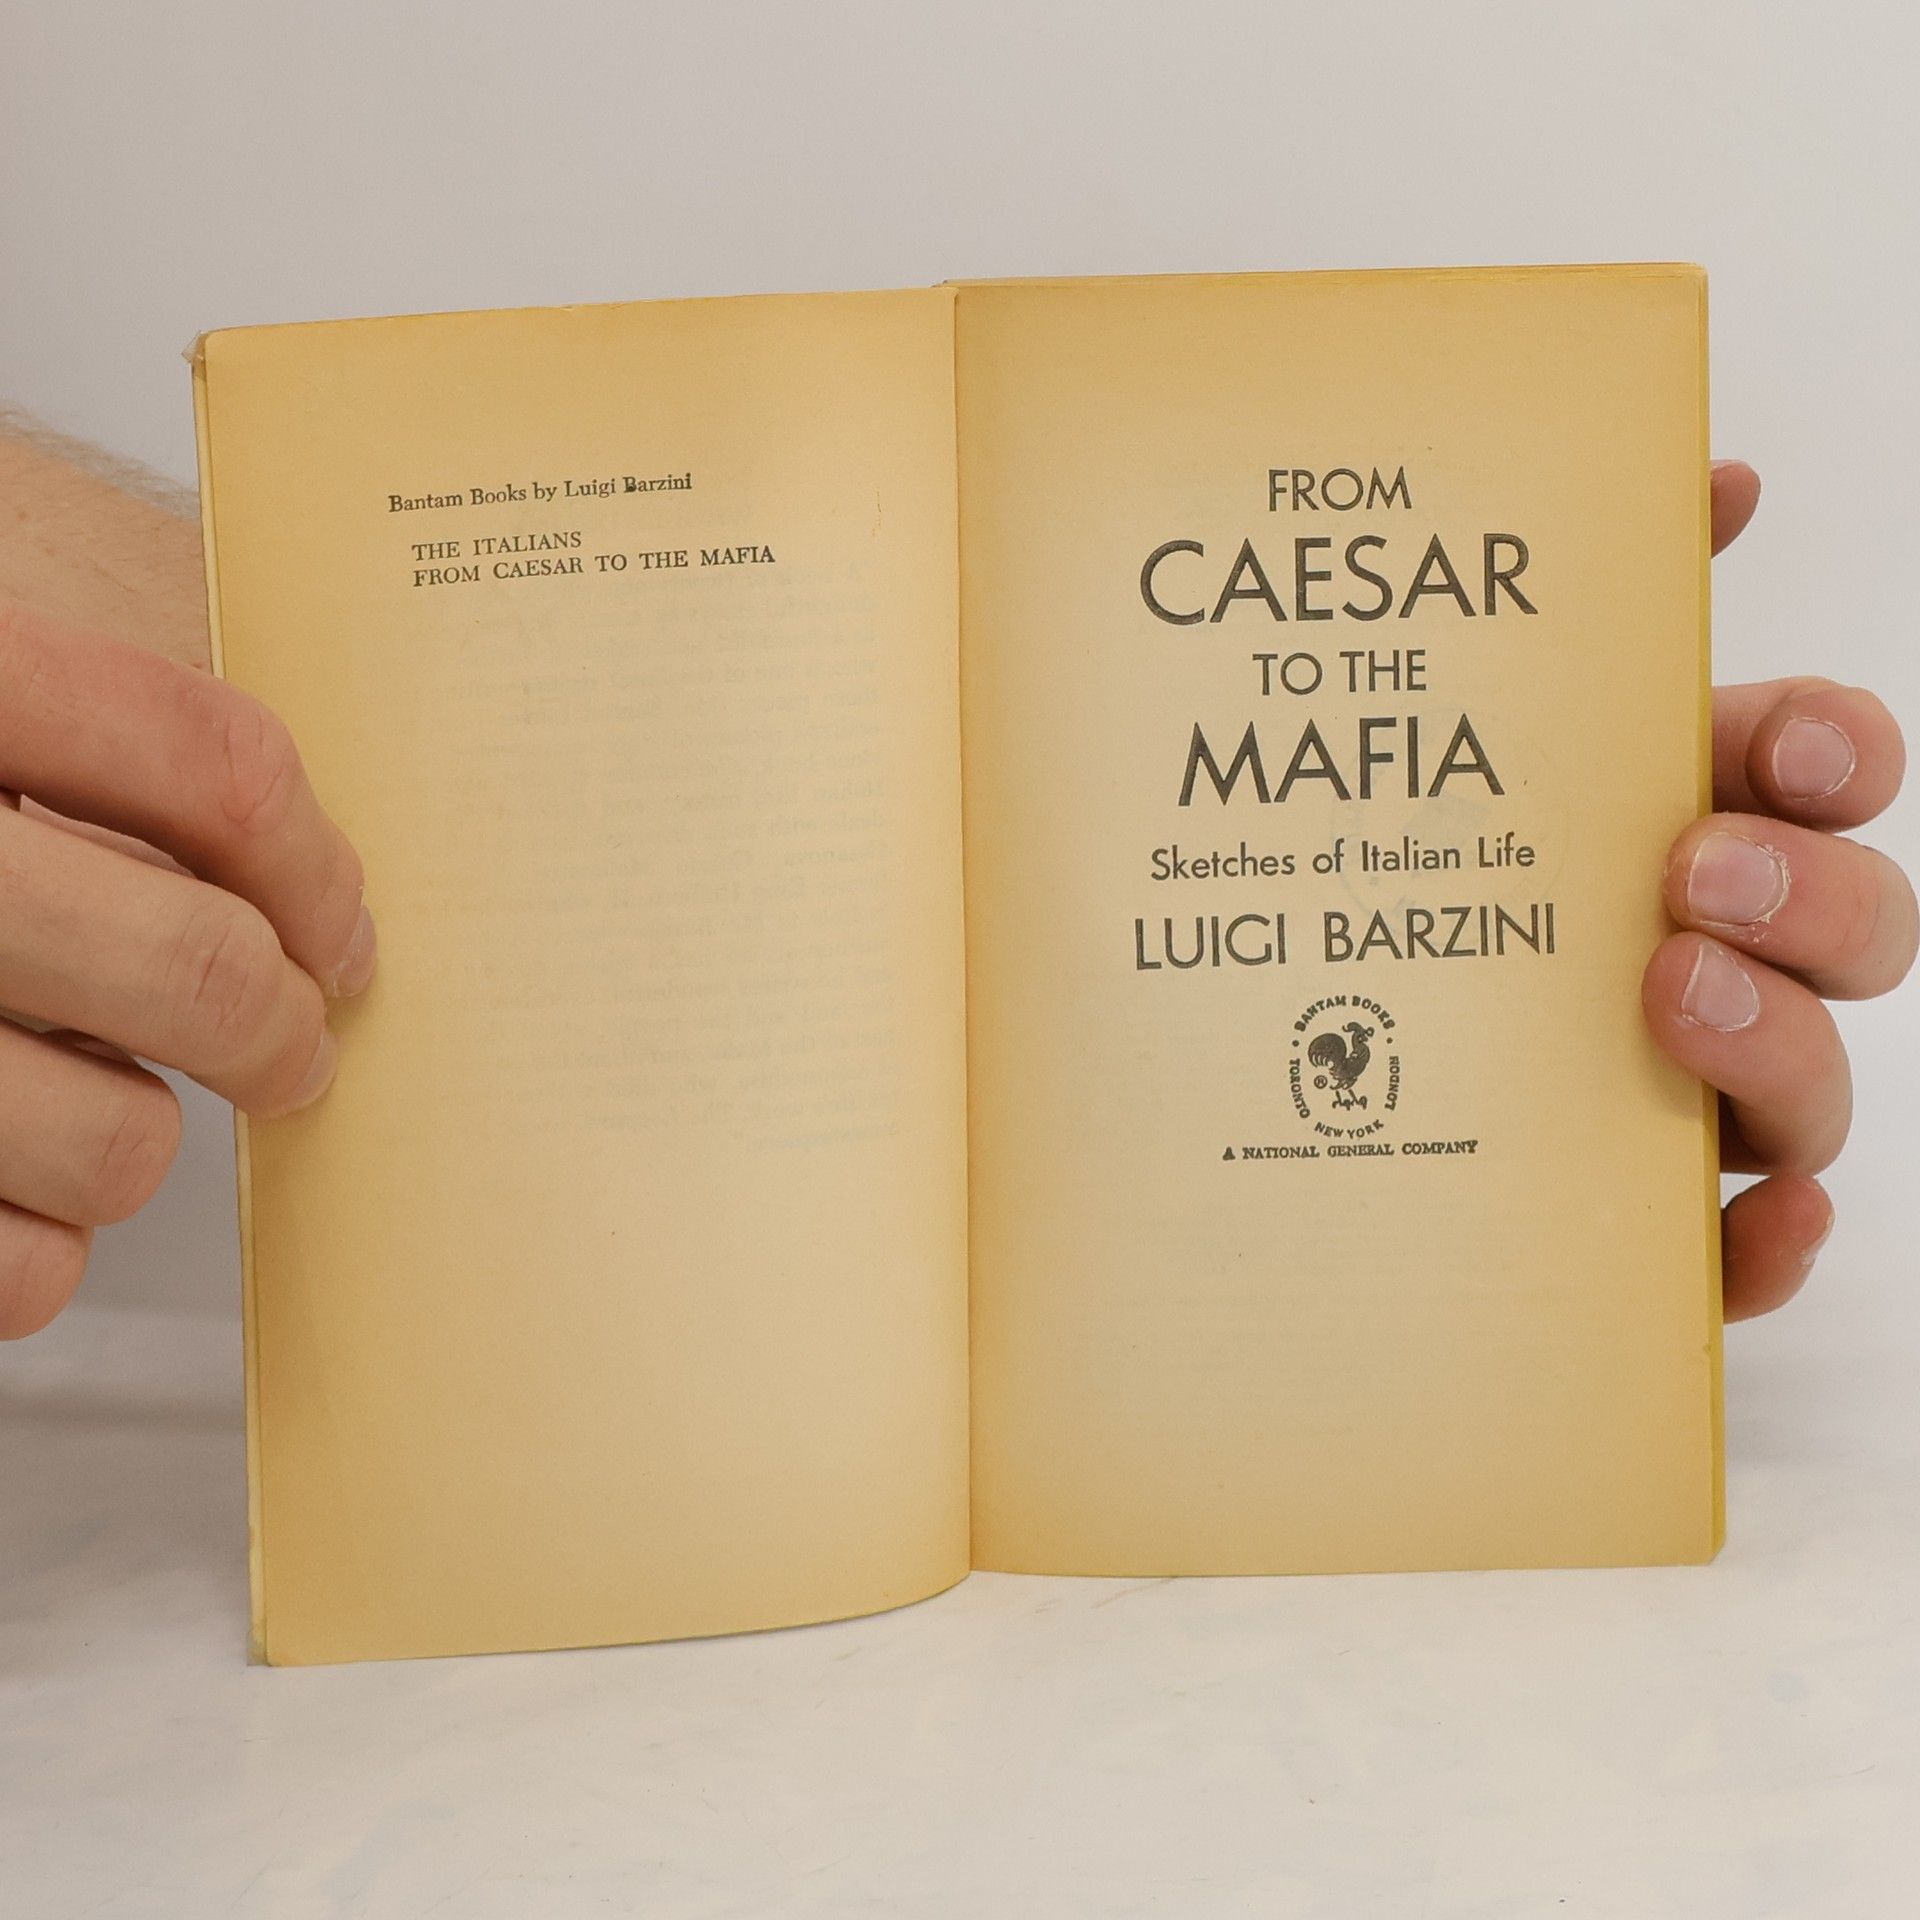 Bantam Books by Luigi Barzini
THE ITALIANS
FROM CAESAR TO THE MAFIA
FROM
CAESAR
TO THE
MAFIA
Sketches of Italian Life
LUIGI BARZINI
BANTAM BOOKS
TORONTO
®
LONDON
NEW YORK
A NATIONAL GENERAL COMPANY